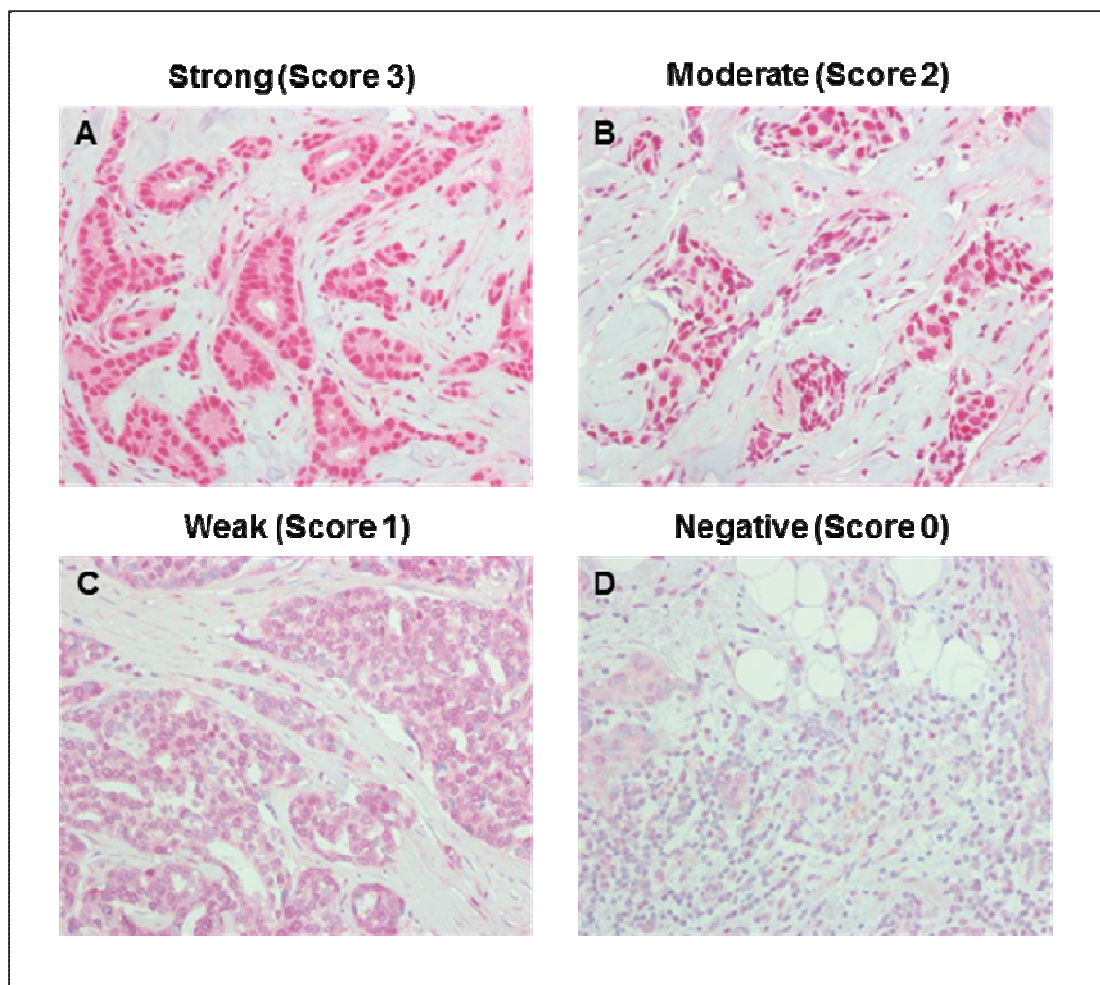 Strong (Score 3)
Moderate (Score 2)
A
B
Weak (Score 1)
Negative (Score 0)
C
D